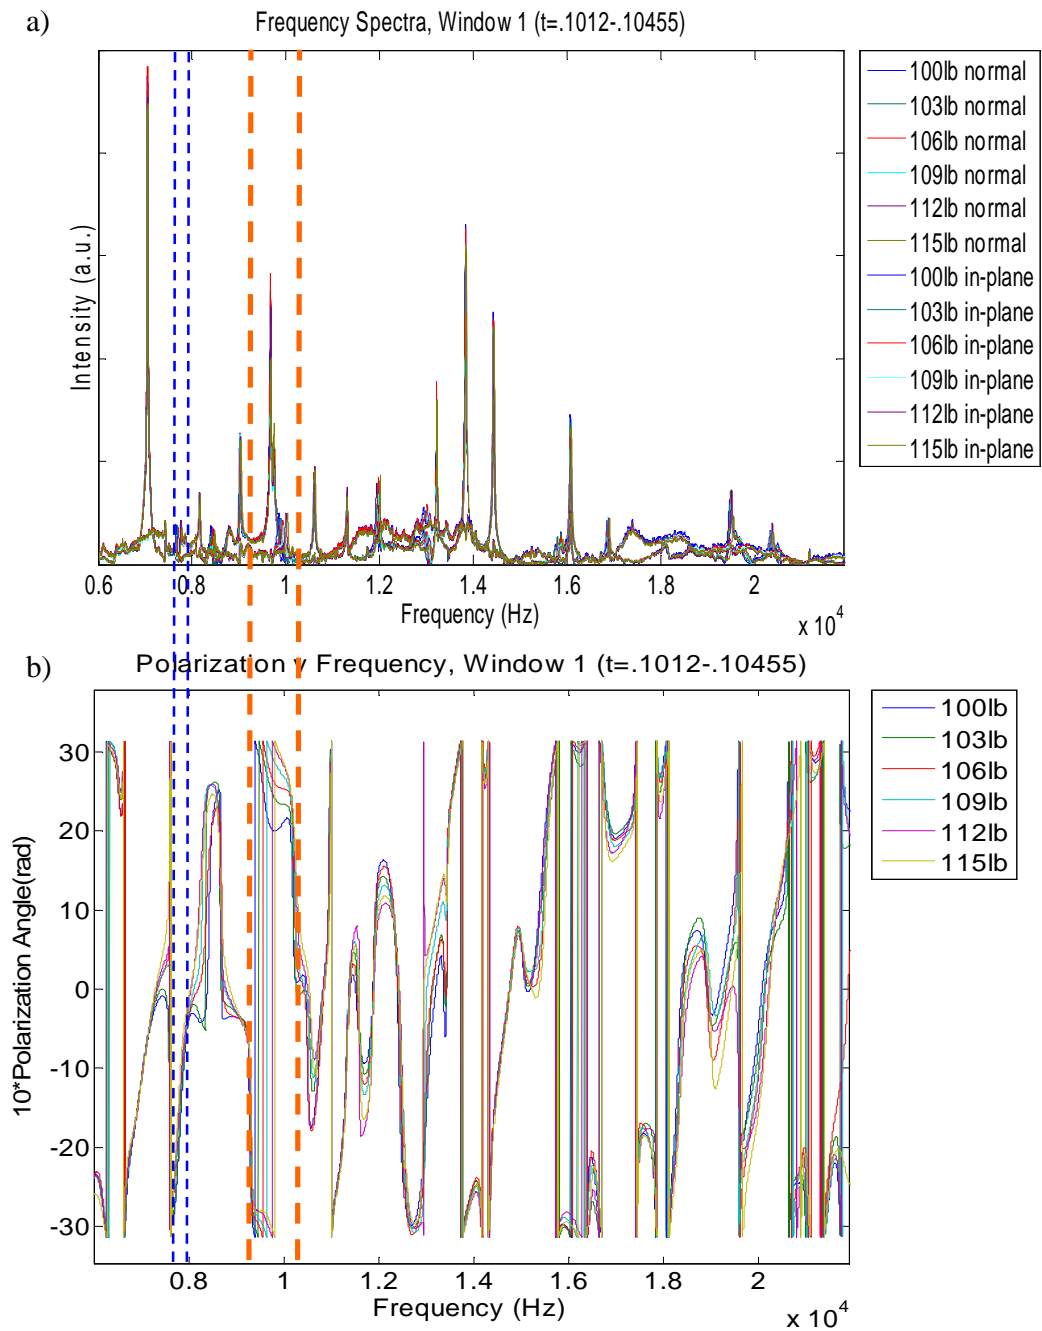 a)
Frequency Spectra, Window 1 (t=.1012-.10455)
Intensity (a.u.)
100lb normal
103lb normal
106lb normal
109lb normal
112lb normal
115lb normal
100lb in-plane
103lb in-plane
106lb in-plane
109lb in-plane
112lb in-plane
115lb in-plane
0.6 0.8 1 1.2 1.4 1.6 1.8 2
Frequency (Hz)
x 10^4
b)
Polarization v Frequency, Window 1 (t=.1012-.10455)
10*Polarization Angle(rad)
30
20
10
0
-10
-20
-30
100lb
103lb
106lb
109lb
112lb
115lb
0.8 1 1.2 1.4 1.6 1.8 2
Frequency (Hz)
x 10^4